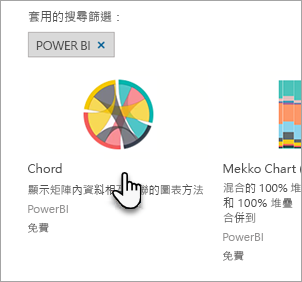 套用的搜尋篩選：
POWER BI ×
Chord
顯示矩陣內資料相互 聯的圖表方法
PowerBI
免費
Mekko Chart (
混合的 100% 堆
和 100% 堆疊
合併到
PowerBI
免費